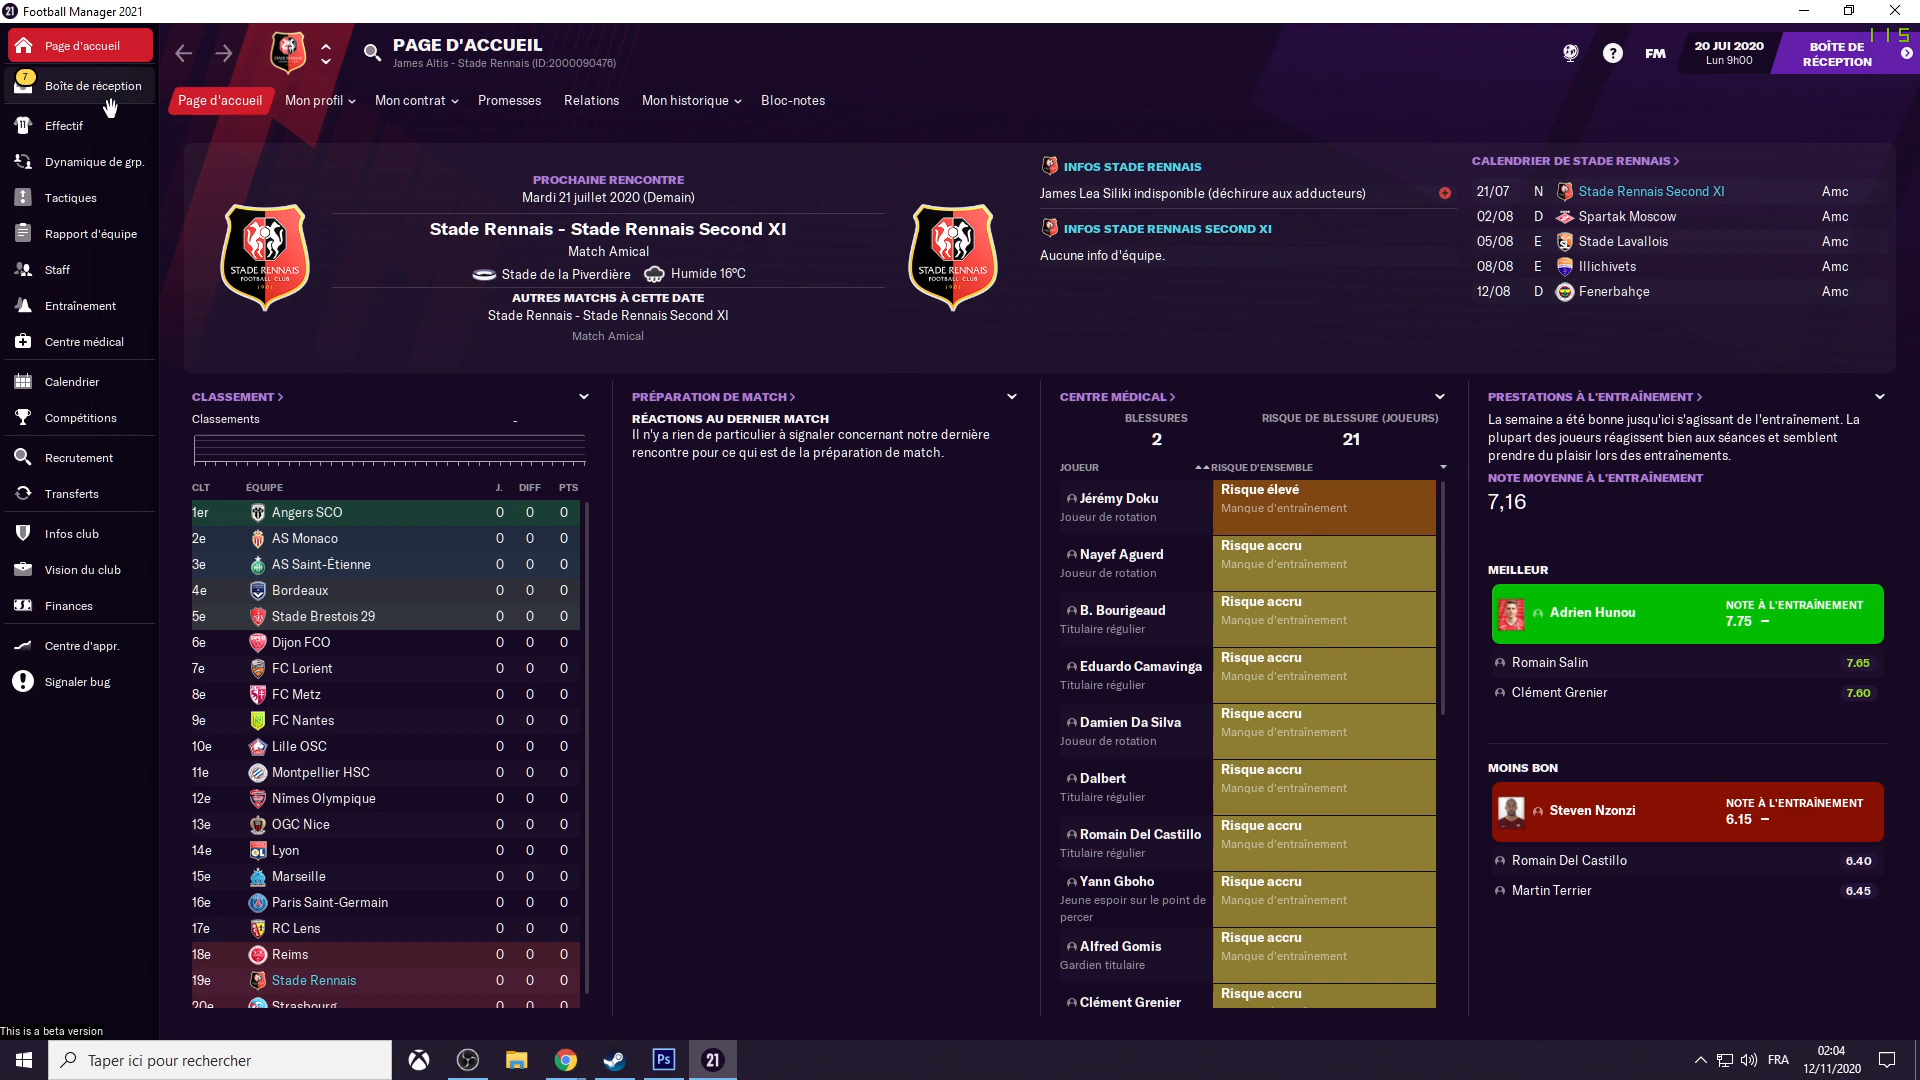 Football Manager 2021
115
Page d'accueil
7
Boîte de réception
Effectif
Dynamique de grp.
Tactiques
Rapport d'équipe
Staff
Entraînement
Centre médical
Calendrier
Compétitions
Recrutement
Transferts
Infos club
Vision du club
Finances
Centre d'appr.
Signaler bug
This is a beta version
PAGE D'ACCUEIL
James Altis - Stade Rennais (ID:2000090476)
FM
20 JUI 2020
Lun 9h00
BOÎTE DE
RÉCEPTION
Page d'accueil Mon profil Mon contrat Promesses Relations Mon historique Bloc-notes
STADE RENNAIS
FOOTBALL CLUB
1901
PROCHAINE RENCONTRE
Mardi 21 juillet 2020 (Demain)
Stade Rennais - Stade Rennais Second XI
Match Amical
Stade de la Piverdière Humide 16ºC
AUTRES MATCHS À CETTE DATE
Stade Rennais - Stade Rennais Second XI
Match Amical
STADE RENNAIS
FOOTBALL CLUB
1901
INFOS STADE RENNAIS
James Lea Siliki indisponible (déchirure aux adducteurs)
INFOS STADE RENNAIS SECOND XI
Aucune info d'équipe.
CALENDRIER DE STADE RENNAIS >
21/07 N Stade Rennais Second XI Amc
02/08 D Spartak Moscow Amc
05/08 E Stade Lavallois Amc
08/08 E Illichivets Amc
12/08 D Fenerbahçe Amc
CLASSEMENT >
Classements -
CLT ÉQUIPE J. DIFF PTS
1er Angers SCO 0 0 0
2e AS Monaco 0 0 0
3e AS Saint-Étienne 0 0 0
4e Bordeaux 0 0 0
5e Stade Brestois 29 0 0 0
6e Dijon FCO 0 0 0
7e FC Lorient 0 0 0
8e FC Metz 0 0 0
9e FC Nantes 0 0 0
10e Lille OSC 0 0 0
11e Montpellier HSC 0 0 0
12e Nîmes Olympique 0 0 0
13e OGC Nice 0 0 0
14e Lyon 0 0 0
15e Marseille 0 0 0
16e Paris Saint-Germain 0 0 0
17e RC Lens 0 0 0
18e Reims 0 0 0
19e Stade Rennais 0 0 0
20e Strasbourg 0 0 0
PRÉPARATION DE MATCH >
RÉACTIONS AU DERNIER MATCH
Il n'y a rien de particulier à signaler concernant notre dernière
rencontre pour ce qui est de la préparation de match.
CENTRE MÉDICAL >
BLESSURES RISQUE DE BLESSURE (JOUEURS)
2 21
JOUEUR RISQUE D'ENSEMBLE
Jérémy Doku Risque élevé
Joueur de rotation Manque d'entraînement
Nayef Aguerd Risque accru
Joueur de rotation Manque d'entraînement
B. Bourigeaud Risque accru
Titulaire régulier Manque d'entraînement
Eduardo Camavinga Risque accru
Titulaire régulier Manque d'entraînement
Damien Da Silva Risque accru
Joueur de rotation Manque d'entraînement
Dalbert Risque accru
Titulaire régulier Manque d'entraînement
Romain Del Castillo Risque accru
Titulaire régulier Manque d'entraînement
Yann Gboho Risque accru
Jeune espoir sur le point de Manque d'entraînement
percer
Alfred Gomis Risque accru
Gardien titulaire Manque d'entraînement
Clément Grenier Risque accru
PRESTATIONS À L'ENTRAÎNEMENT >
La semaine a été bonne jusqu'ici s'agissant de l'entraînement. La
plupart des joueurs réagissent bien aux séances et semblent
prendre du plaisir lors des entraînements.
NOTE MOYENNE À L'ENTRAÎNEMENT
7,16
MEILLEUR
Adrien Hunou NOTE À L'ENTRAÎNEMENT
7.75 –
Romain Salin 7.65
Clément Grenier 7.60
MOINS BON
Steven Nzonzi NOTE À L'ENTRAÎNEMENT
6.15 –
Romain Del Castillo 6.40
Martin Terrier 6.45
Taper ici pour rechercher
Ps
21
FRA
02:04
12/11/2020